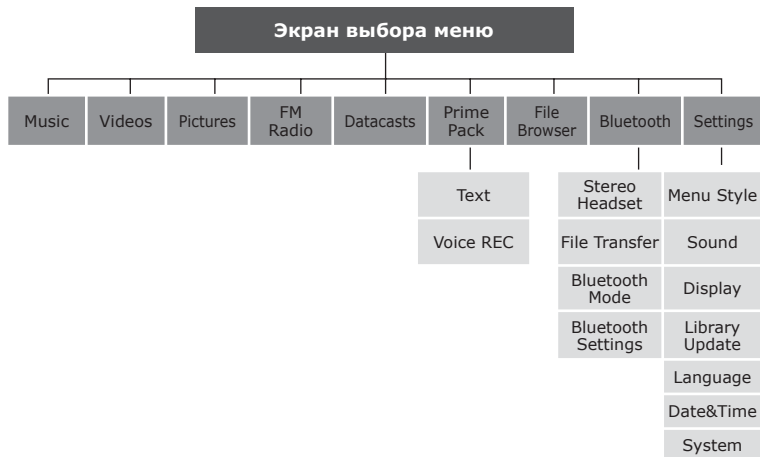 Экран выбора меню
Music
Videos
Pictures
FM
Radio
Datacasts
Prime
Pack
File
Browser
Bluetooth
Settings
Text
Voice REC
Stereo
Headset
File Transfer
Bluetooth
Mode
Bluetooth
Settings
Menu Style
Sound
Display
Library
Update
Language
Date&Time
System